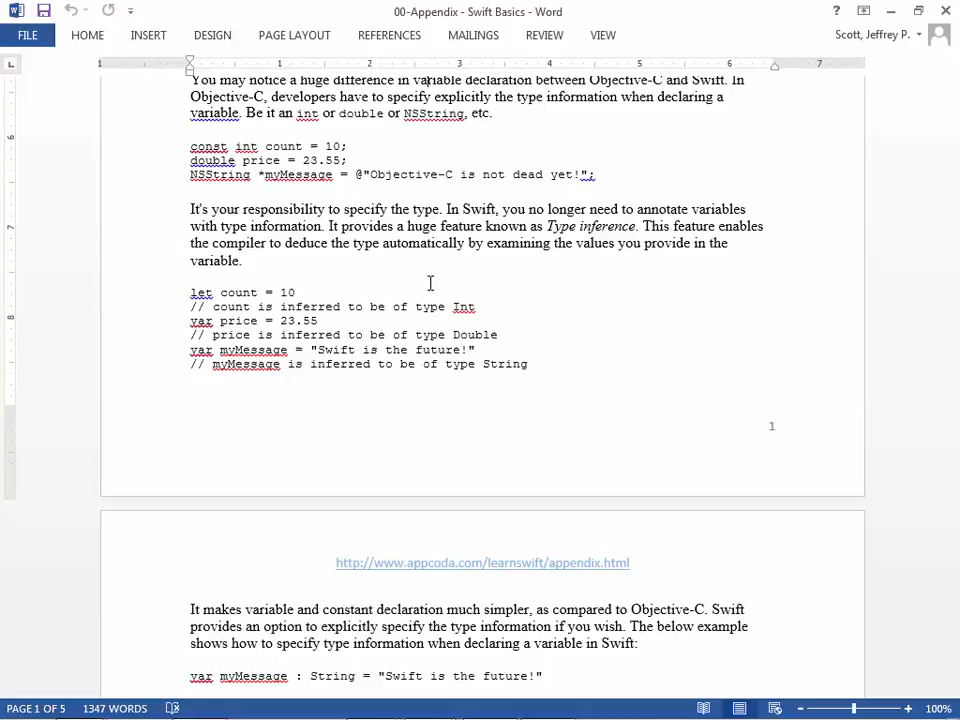 00-Appendix - Swift Basics - Word
?
FILE HOME INSERT DESIGN PAGE LAYOUT REFERENCES MAILINGS REVIEW VIEW Scott, Jeffrey P.
1 1 2 3 4 5 6 7
You may notice a huge difference in variable declaration between Objective-C and Swift. In
Objective-C, developers have to specify explicitly the type information when declaring a
variable. Be it an int or double or NSString, etc.
6
const int count = 10;
double price = 23.55;
NSString *myMessage = @"Objective-C is not dead yet!";
It's your responsibility to specify the type. In Swift, you no longer need to annotate variables
with type information. It provides a huge feature known as Type inference. This feature enables
7
the compiler to deduce the type automatically by examining the values you provide in the
variable.
let count = 10
// count is inferred to be of type Int
8
var price = 23.55
// price is inferred to be of type Double
var myMessage = "Swift is the future!"
// myMessage is inferred to be of type String
1
http://www.appcoda.com/learnswift/appendix.html
It makes variable and constant declaration much simpler, as compared to Objective-C. Swift
provides an option to explicitly specify the type information if you wish. The below example
shows how to specify type information when declaring a variable in Swift:
var myMessage : String = "Swift is the future!"
PAGE 1 OF 5 1347 WORDS 100%